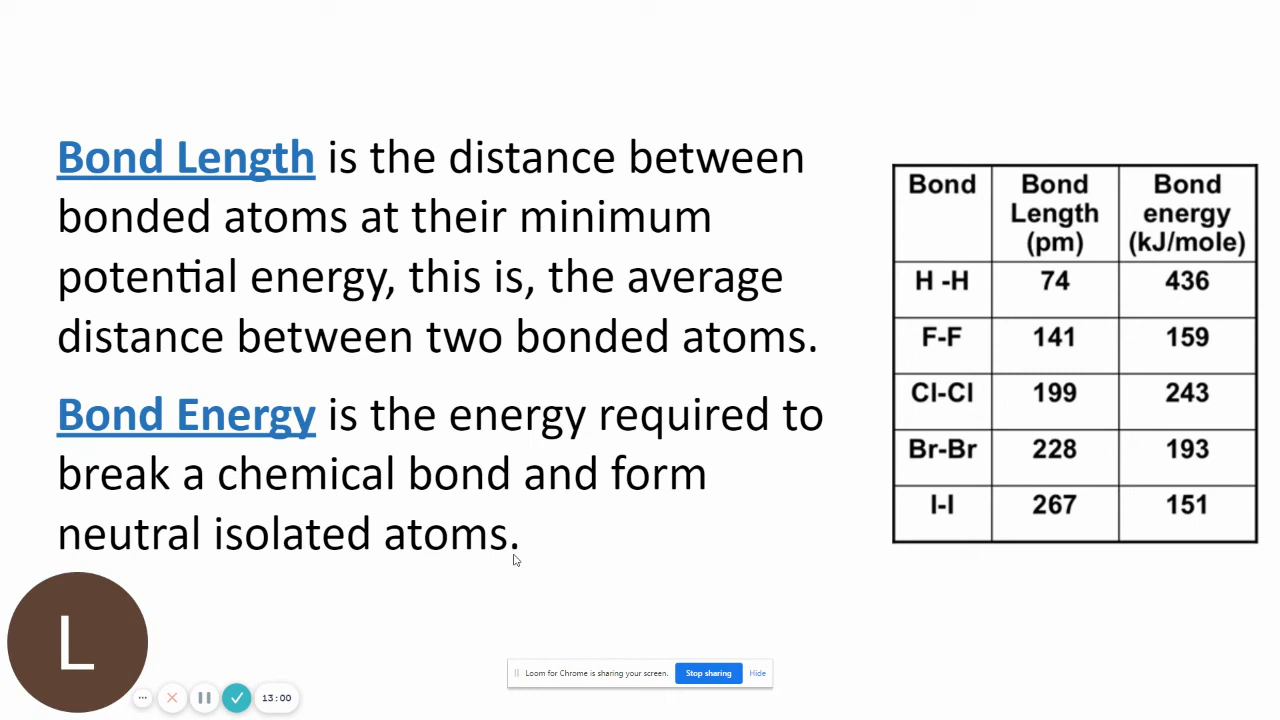 Bond Length is the distance between
bonded atoms at their minimum
potential energy, this is, the average
distance between two bonded atoms.
Bond Energy is the energy required to
break a chemical bond and form
neutral isolated atoms.
Bond Bond Length (pm) Bond energy (kJ/mole)
H -H 74 436
F-F 141 159
Cl-Cl 199 243
Br-Br 228 193
I-I 267 151
L
13:00
Loom for Chrome is sharing your screen. Stop sharing Hide